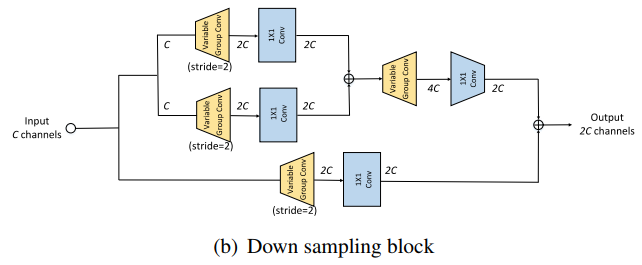 C
Variable
Group Conv
2C
1X1
Conv
2C
(stride=2)
C
Variable
Group Conv
2C
1X1
Conv
2C
(stride=2)
Variable
Group Conv
4C
1X1
Conv
2C
Input
C channels
Output
2C channels
Variable
Group Conv
2C
1X1
Conv
2C
(stride=2)
(b) Down sampling block